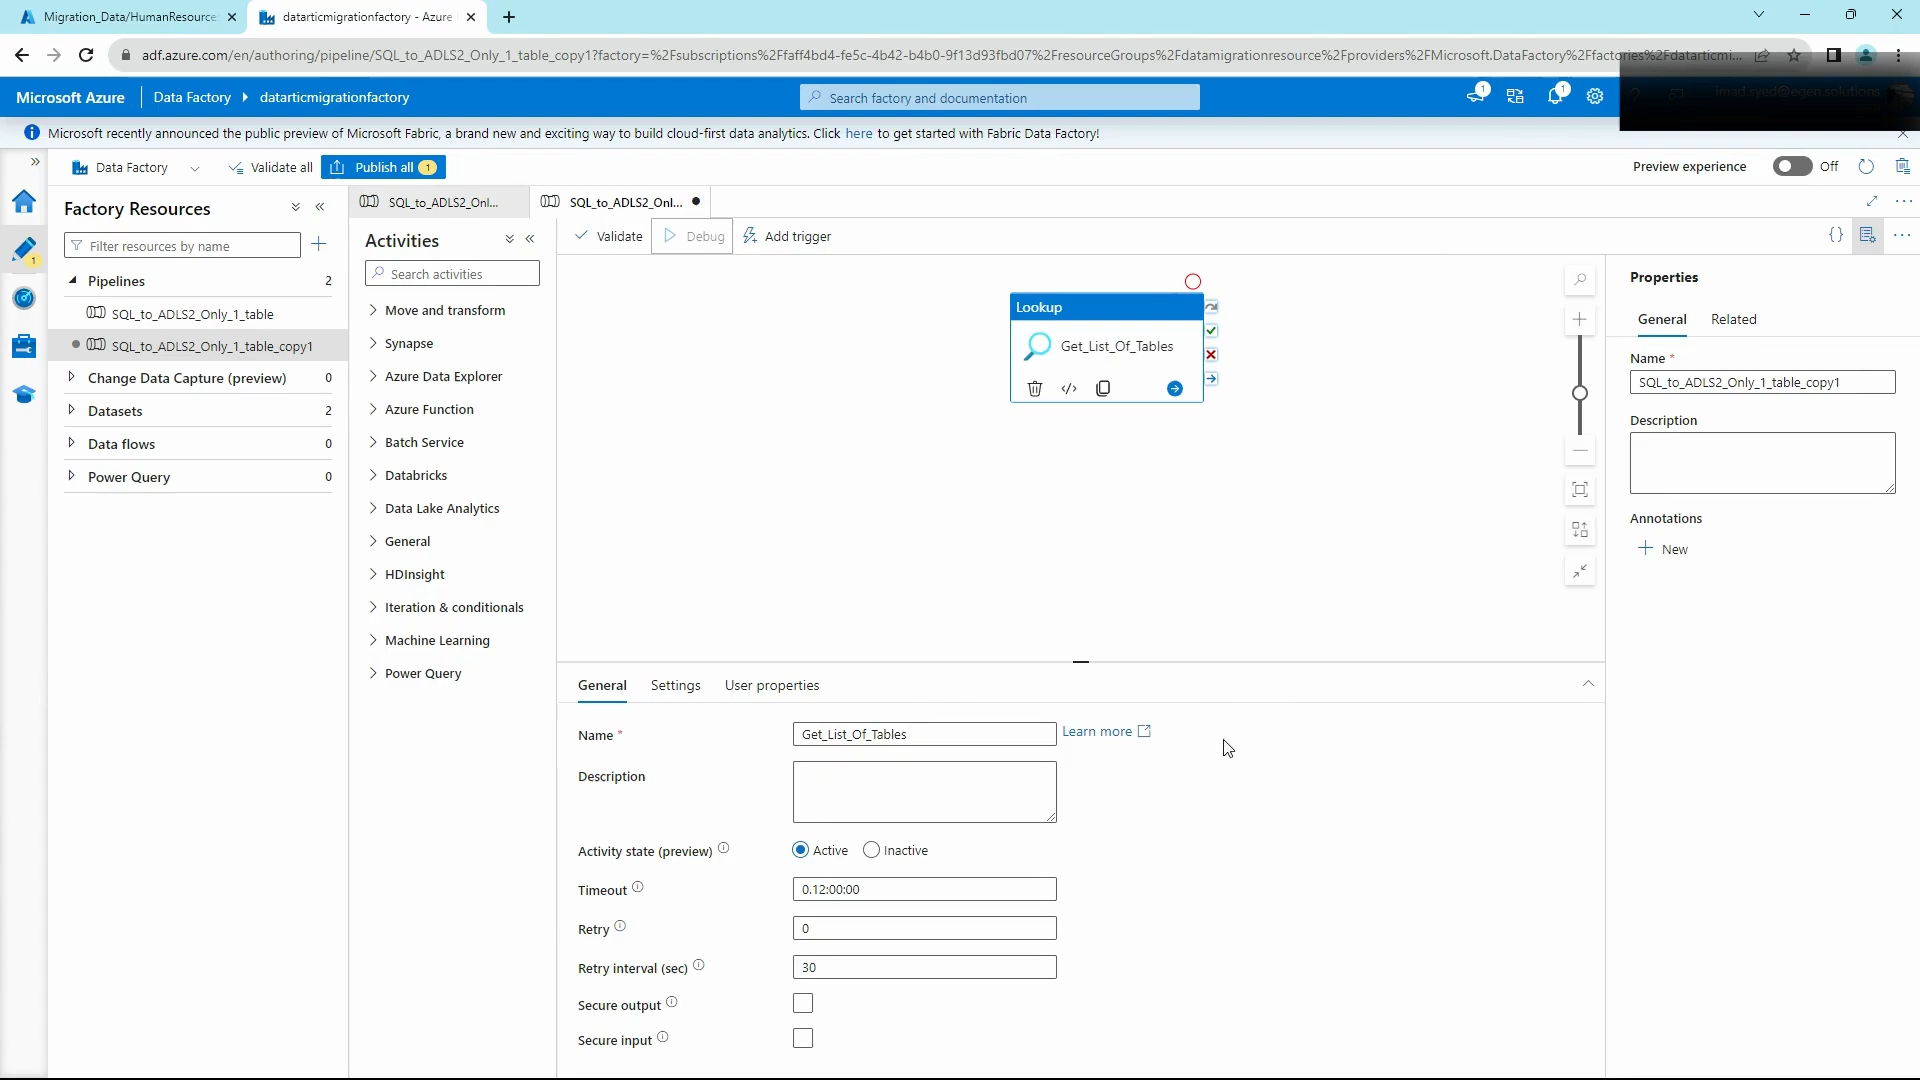 Migration_Data/HumanResource
datarticmigrationfactory - Azure
adf.azure.com/en/authoring/pipeline/SQL_to_ADLS2_Only_1_table_copy1?factory=%2Fsubscriptions%2Ffaff4bd4-fe5c-4b42-b4b0-9f13d93fbd07%2FresourceGroups%2Fdatamigrationresource%2Fproviders%2FMicrosoft.DataFactory%2Ffactories%2Fdatarticmi...
Microsoft Azure
Data Factory
datarticmigrationfactory
Search factory and documentation
1
1
imad.syed@egen.solutions
Microsoft recently announced the public preview of Microsoft Fabric, a brand new and exciting way to build cloud-first data analytics. Click here to get started with Fabric Data Factory!
Data Factory
Validate all
Publish all 1
Preview experience
Off
Factory Resources
Filter resources by name
1
Pipelines 2
SQL_to_ADLS2_Only_1_table
SQL_to_ADLS2_Only_1_table_copy1
Change Data Capture (preview) 0
Datasets 2
Data flows 0
Power Query 0
SQL_to_ADLS2_Onl...
SQL_to_ADLS2_Onl...
Activities
Search activities
Move and transform
Synapse
Azure Data Explorer
Azure Function
Batch Service
Databricks
Data Lake Analytics
General
HDInsight
Iteration & conditionals
Machine Learning
Power Query
Validate
Debug
Add trigger
Lookup
Get_List_Of_Tables
General
Settings
User properties
Name *
Get_List_Of_Tables
Learn more
Description
Activity state (preview)
Active
Inactive
Timeout
0.12:00:00
Retry
0
Retry interval (sec)
30
Secure output
Secure input
Properties
General
Related
Name *
SQL_to_ADLS2_Only_1_table_copy1
Description
Annotations
New